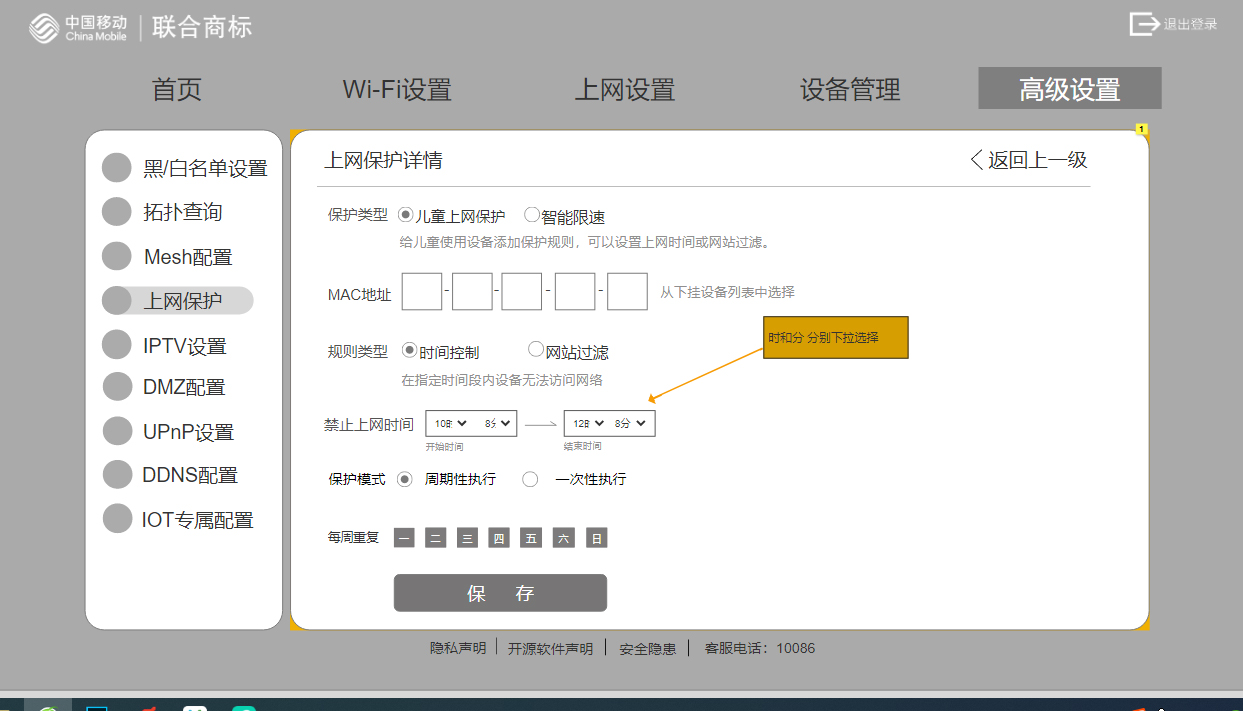 中国移动 China Mobile 联合商标
退出登录
首页 Wi-Fi设置 上网设置 设备管理 高级设置
黑/白名单设置
拓扑查询
Mesh配置
上网保护
IPTV设置
DMZ配置
UPnP设置
DDNS配置
IOT专属配置
1
上网保护详情 返回上一级
保护类型 儿童上网保护 智能限速
给儿童使用设备添加保护规则，可以设置上网时间或网站过滤。
MAC地址 - - - - 从下挂设备列表中选择
时和分 分别下拉选择
规则类型 时间控制 网站过滤
在指定时间段内设备无法访问网络
禁止上网时间 10 8 12 8分
开始时间 结束时间
保护模式 周期性执行 一次性执行
每周重复 一 二 三 四 五 六 日
保 存
隐私声明 开源软件声明 安全隐患 客服电话：10086